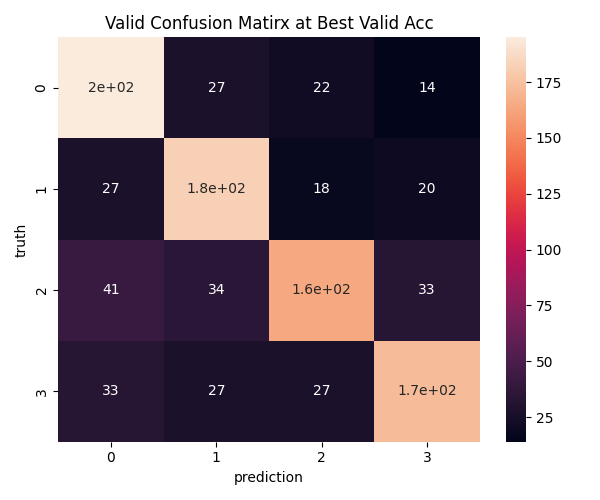 Valid Confusion Matirx at Best Valid Acc
0 2e+02 27 22 14
1 27 1.8e+02 18 20
2 41 34 1.6e+02 33
3 33 27 27 1.7e+02
0 1 2 3
truth
prediction
175
150
125
100
75
50
25